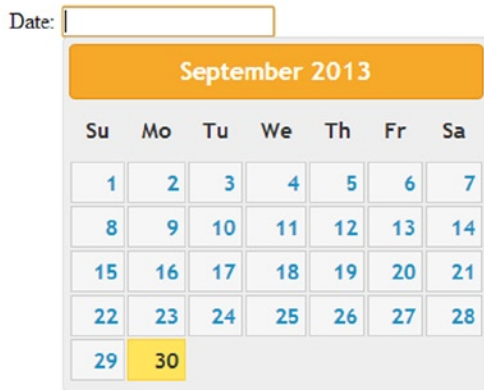 Date:
September 2013
Su Mo Tu We Th Fr Sa
1 2 3 4 5 6 7
8 9 10 11 12 13 14
15 16 17 18 19 20 21
22 23 24 25 26 27 28
29 30